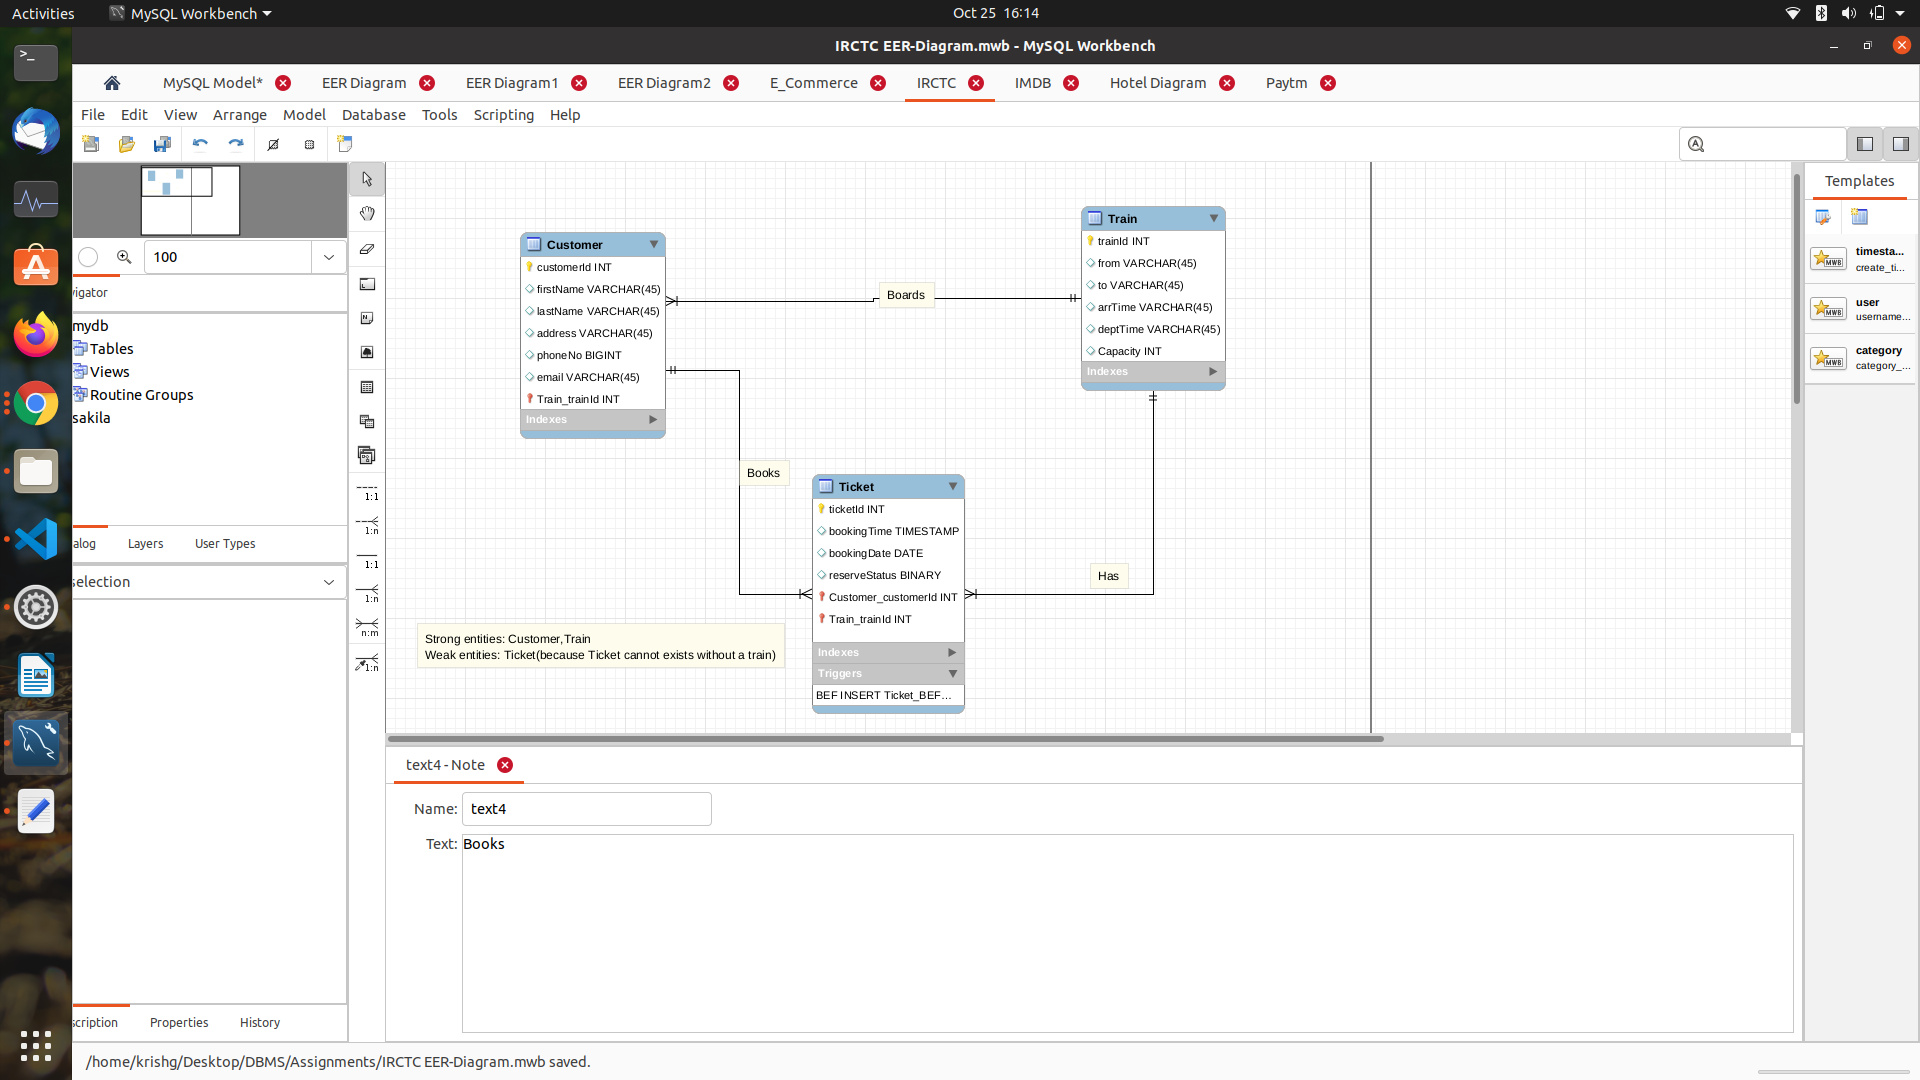 Activities
MySQL Workbench
Oct 25 16:14
IRCTC EER-Diagram.mwb - MySQL Workbench
MySQL Model*
EER Diagram
EER Diagram1
EER Diagram2
E_Commerce
IRCTC
IMDB
Hotel Diagram
Paytm
File Edit View Arrange Model Database Tools Scripting Help
100
vigator
mydb
Tables
Views
Routine Groups
sakila
alog
Layers
User Types
selection
scription
Properties
History
1:1
1:n
1:1
1:n
n:m
1:n
Customer
customerId INT
firstName VARCHAR(45)
lastName VARCHAR(45)
address VARCHAR(45)
phoneNo BIGINT
email VARCHAR(45)
Train_trainId INT
Indexes
Boards
Train
trainId INT
from VARCHAR(45)
to VARCHAR(45)
arrTime VARCHAR(45)
deptTime VARCHAR(45)
Capacity INT
Indexes
Books
Ticket
ticketId INT
bookingTime TIMESTAMP
bookingDate DATE
reserveStatus BINARY
Customer_customerId INT
Train_trainId INT
Indexes
Triggers
BEF INSERT Ticket_BEF...
Has
Strong entities: Customer,Train
Weak entities: Ticket(because Ticket cannot exists without a train)
Templates
timesta...
create_ti...
user
username...
category
category_...
text4 - Note
Name: text4
Text: Books
/home/krishg/Desktop/DBMS/Assignments/IRCTC EER-Diagram.mwb saved.